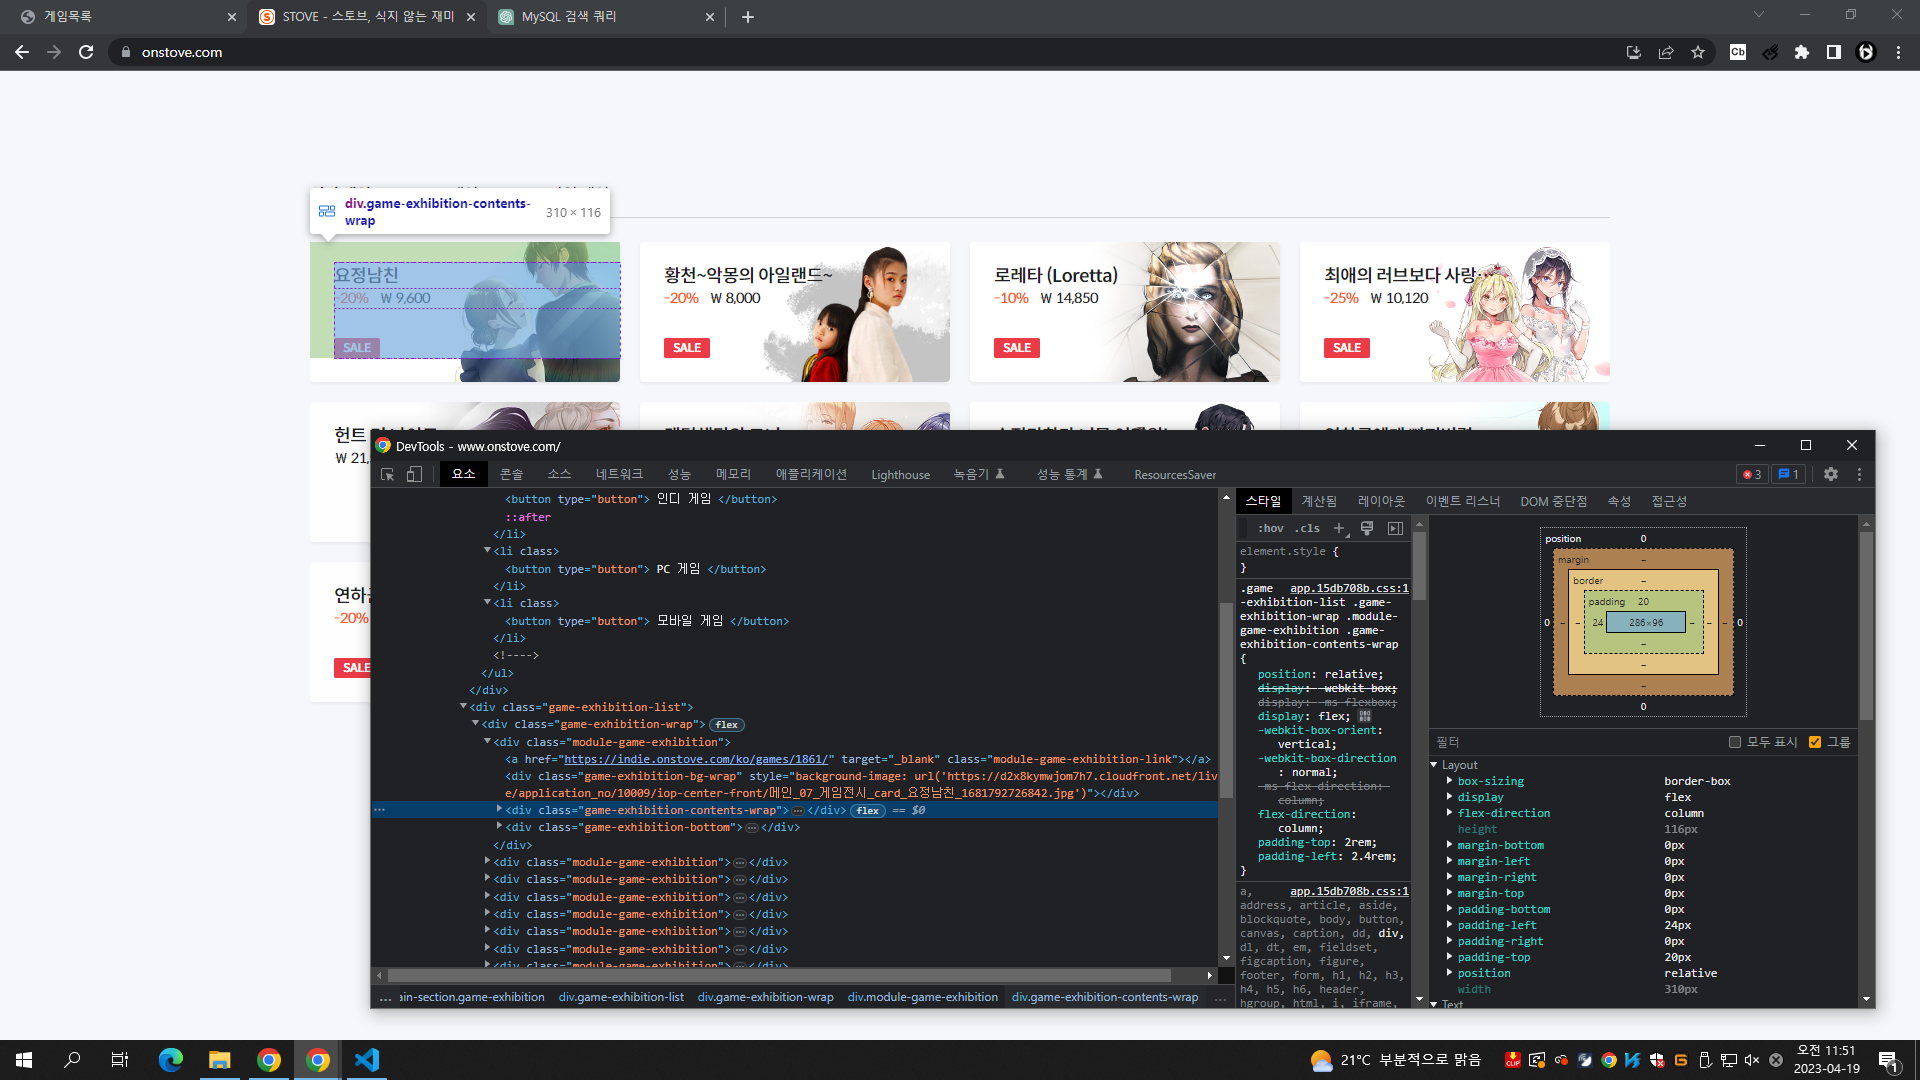 게임목록
STOVE - 스토브, 식지 않는 재미
MySQL 검색 쿼리
onstove.com
div.game-exhibition-contents-
wrap
310 × 116
요정남친
-20% ₩ 9,600
SALE
황천~악몽의 아일랜드~
-20% ₩ 8,000
SALE
로레타 (Loretta)
-10% ₩ 14,850
SALE
최애의 러브보다 사랑
-25% ₩ 10,120
SALE
헌트
₩ 21,
연하
-20%
SALE
DevTools - www.onstove.com/
요소 콘솔 소스 네트워크 성능 메모리 애플리케이션 Lighthouse 녹음기 성능 통계 ResourcesSaver
3 1
<button type="button"> 인디 게임 </button>
::after
</li>
<li class>
<button type="button"> PC 게임 </button>
</li>
<li class>
<button type="button"> 모바일 게임 </button>
</li>
<!---->
</ul>
</div>
<div class="game-exhibition-list">
<div class="game-exhibition-wrap"> flex
<div class="module-game-exhibition">
<a href="https://indie.onstove.com/ko/games/1861/" target="_blank" class="module-game-exhibition-link"></a>
<div class="game-exhibition-bg-wrap" style="background-image: url('https://d2x8kymwjom7h7.cloudfront.net/liv
e/application_no/10009/iop-center-front/메인_07_게임전시_card_요정남친_1681792726842.jpg')"></div>
<div class="game-exhibition-contents-wrap">…</div> flex == $0
<div class="game-exhibition-bottom">…</div>
</div>
<div class="module-game-exhibition">…</div>
<div class="module-game-exhibition">…</div>
<div class="module-game-exhibition">…</div>
<div class="module-game-exhibition">…</div>
<div class="module-game-exhibition">…</div>
<div class="module-game-exhibition">…</div>
<div class="module-game-exhibition">…</div>
… ain-section.game-exhibition div.game-exhibition-list div.game-exhibition-wrap div.module-game-exhibition div.game-exhibition-contents-wrap …
스타일 계산됨 레이아웃 이벤트 리스너 DOM 중단점 속성 접근성
:hov .cls +
element.style {
}
.game app.15db708b.css:1
-exhibition-list .game-
exhibition-wrap .module-
game-exhibition .game-
exhibition-contents-wrap
{
position: relative;
display: -webkit-box;
display: -ms-flexbox;
display: flex;
-webkit-box-orient:
vertical;
-webkit-box-direction
: normal;
-ms-flex-direction:
column;
flex-direction:
column;
padding-top: 2rem;
padding-left: 2.4rem;
}
a, app.15db708b.css:1
address, article, aside,
blockquote, body, button,
canvas, caption, dd, div,
dl, dt, em, fieldset,
figcaption, figure,
footer, form, h1, h2, h3,
h4, h5, h6, header,
hgroup, html, i, iframe,
position 0
margin –
border –
padding 20
0 – – 24 286×96 – – – 0
–
–
–
0
필터 모두 표시 그룹
Layout
box-sizing border-box
display flex
flex-direction column
height 116px
margin-bottom 0px
margin-left 0px
margin-right 0px
margin-top 0px
padding-bottom 0px
padding-left 24px
padding-right 0px
padding-top 20px
position relative
width 310px
Text
21°C 부분적으로 맑음
오전 11:51
2023-04-19
1